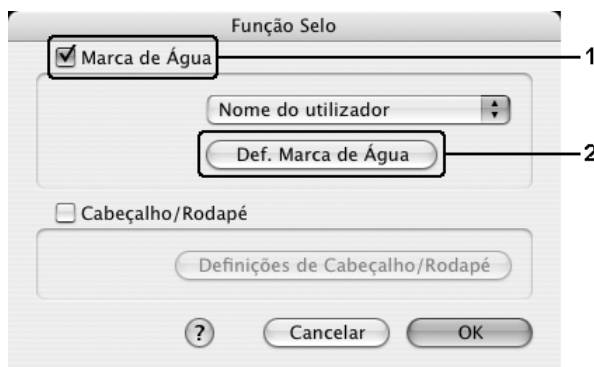 Função Selo
Marca de Água
1
Nome do utilizador
Def. Marca de Água
2
Cabeçalho/Rodapé
Definições de Cabeçalho/Rodapé
?
Cancelar
OK